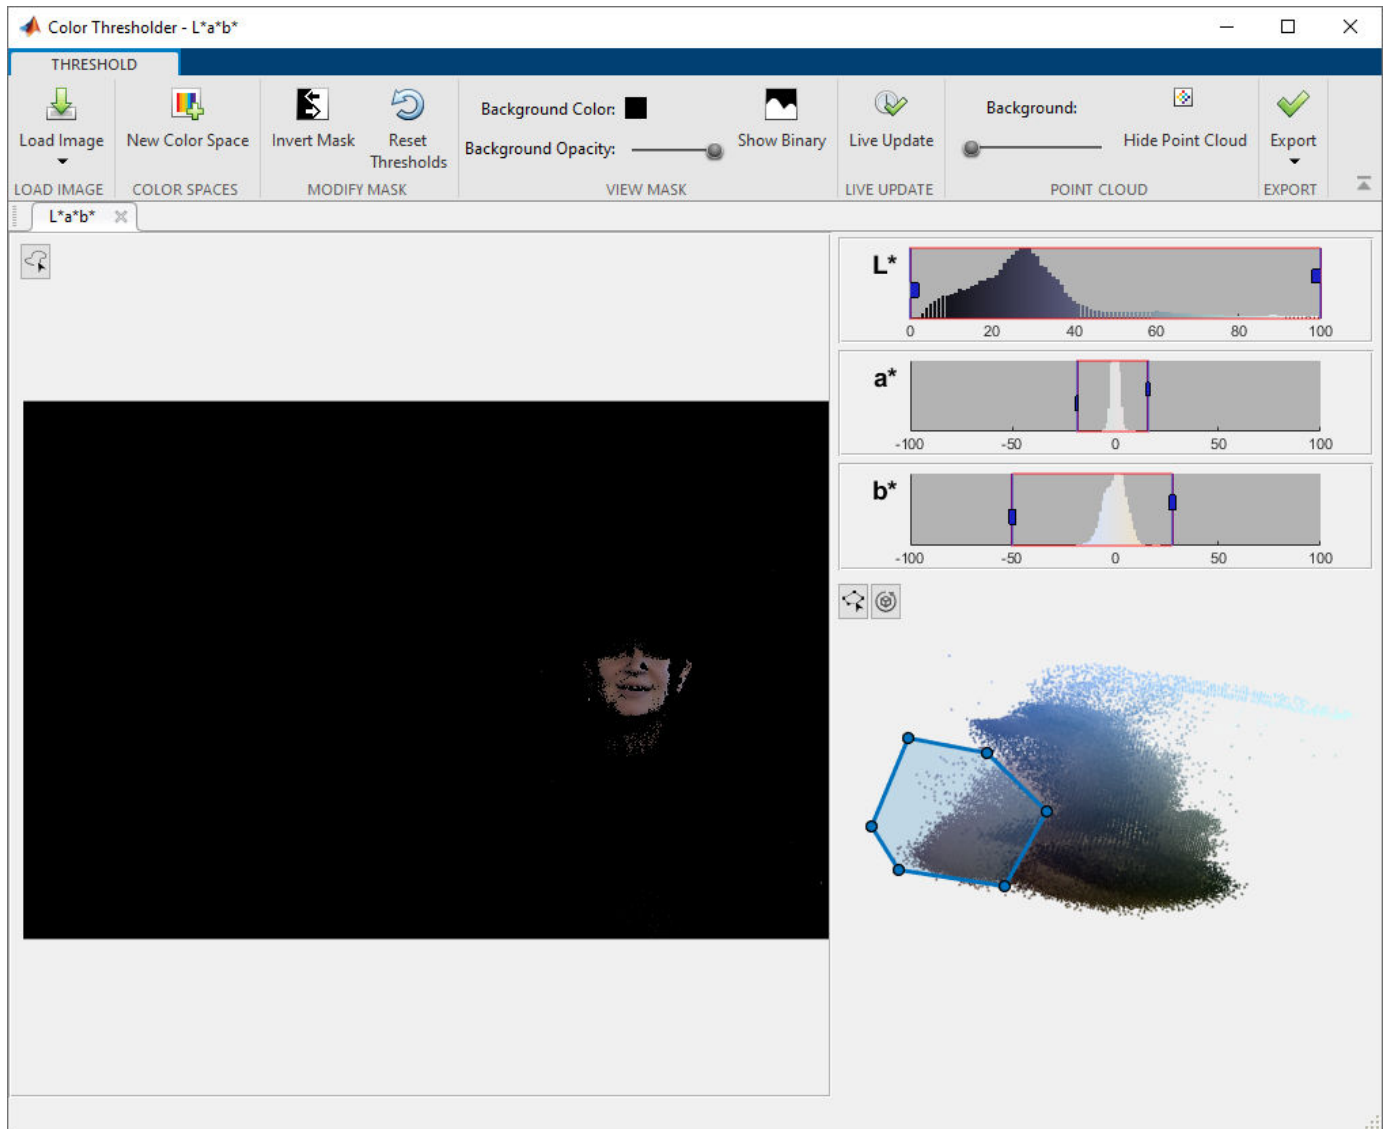 Color Thresholder - L*a*b*
THRESHOLD
Load Image
New Color Space
Invert Mask
Reset
Thresholds
Background Color:
Background Opacity:
Show Binary
Live Update
Background:
Hide Point Cloud
Export
LOAD IMAGE
COLOR SPACES
MODIFY MASK
VIEW MASK
LIVE UPDATE
POINT CLOUD
EXPORT
L*a*b*
L*
0 20 40 60 80 100
a*
-100 -50 0 50 100
b*
-100 -50 0 50 100